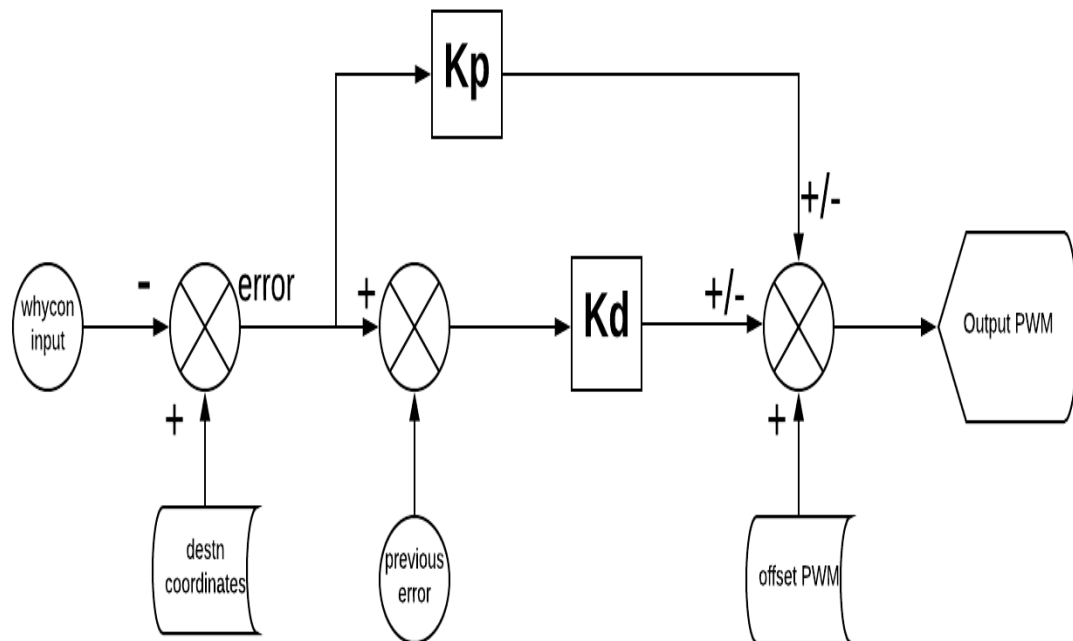 Kp
+/-
whycon
input
-
error
+
Kd
+/-
Output PWM
+
+
destn
coordinates
previous
error
offset PWM